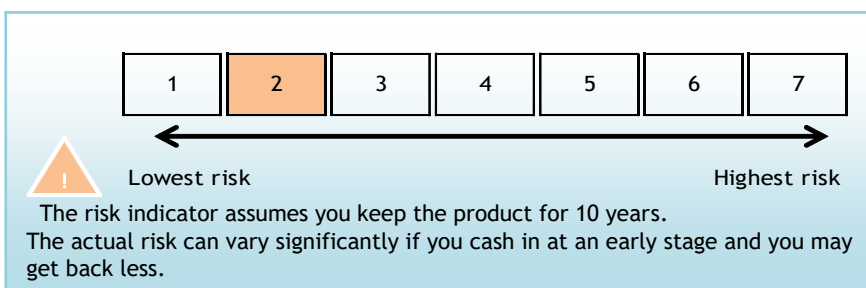 1 2 3 4 5 6 7
!
Lowest risk Highest risk
The risk indicator assumes you keep the product for 10 years.
The actual risk can vary significantly if you cash in at an early stage and you may
get back less.